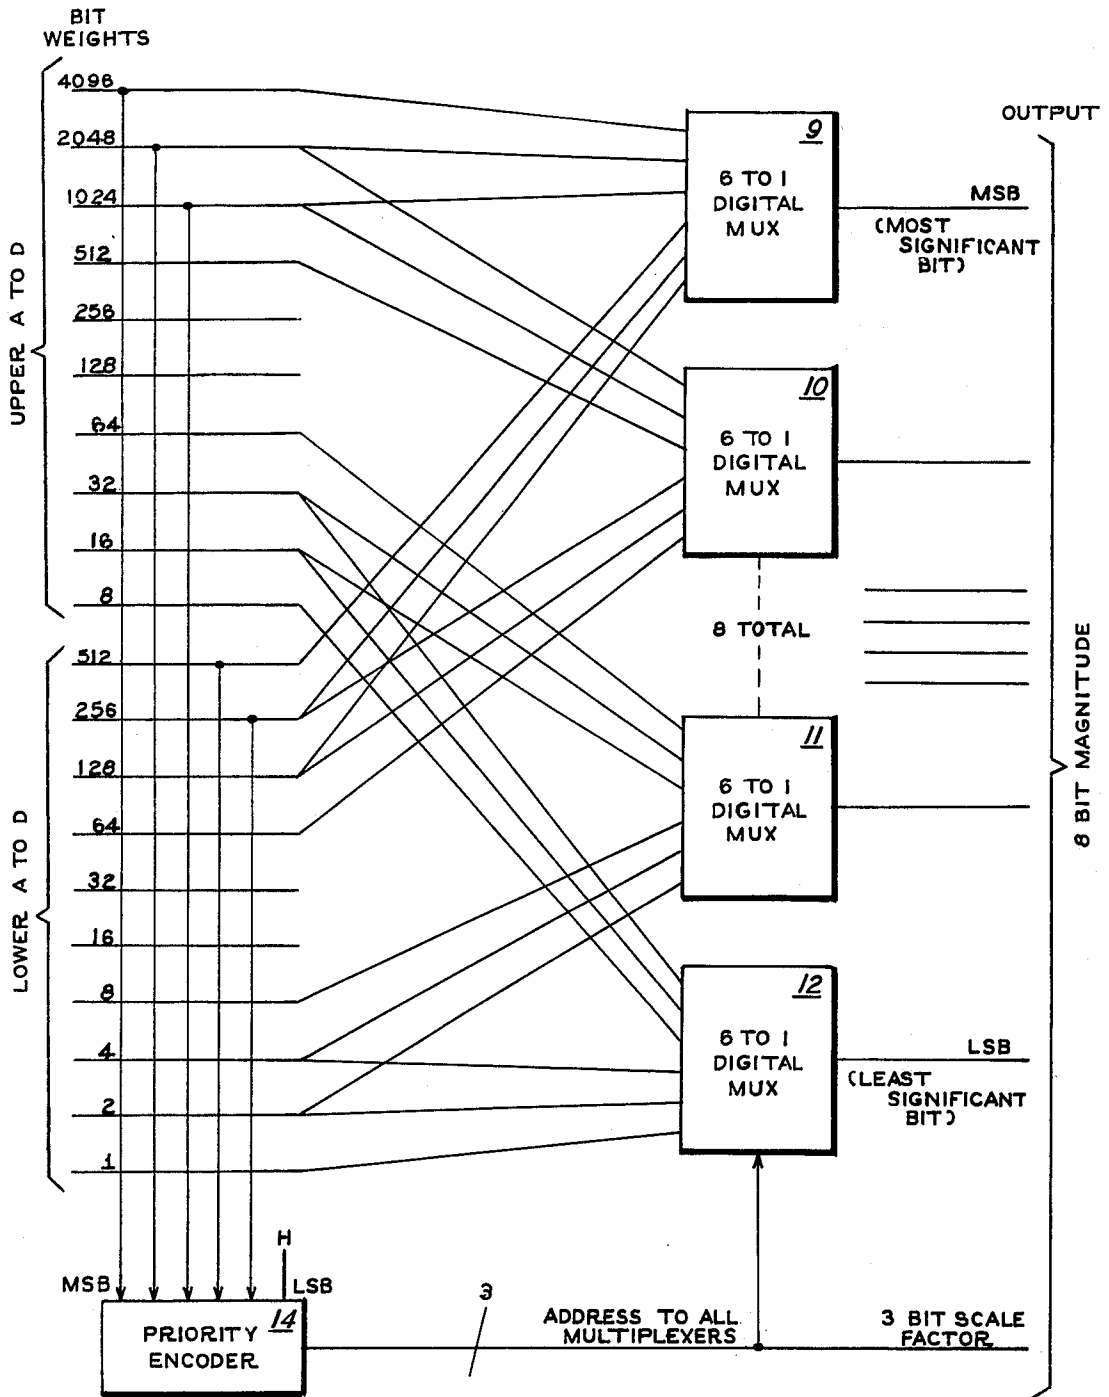 BIT
WEIGHTS
4096
2048
1024
512
256
128
64
32
16
8
512
256
128
64
32
16
8
4
2
1
UPPER A TO D
LOWER A TO D
9
6 TO 1
DIGITAL
MUX
10
6 TO 1
DIGITAL
MUX
8 TOTAL
11
6 TO 1
DIGITAL
MUX
12
6 TO 1
DIGITAL
MUX
OUTPUT
MSB
(MOST
SIGNIFICANT
BIT)
8 BIT MAGNITUDE
LSB
(LEAST
SIGNIFICANT
BIT)
H
MSB
LSB
14
PRIORITY
ENCODER
3
ADDRESS TO ALL
MULTIPLEXERS
3 BIT SCALE
FACTOR